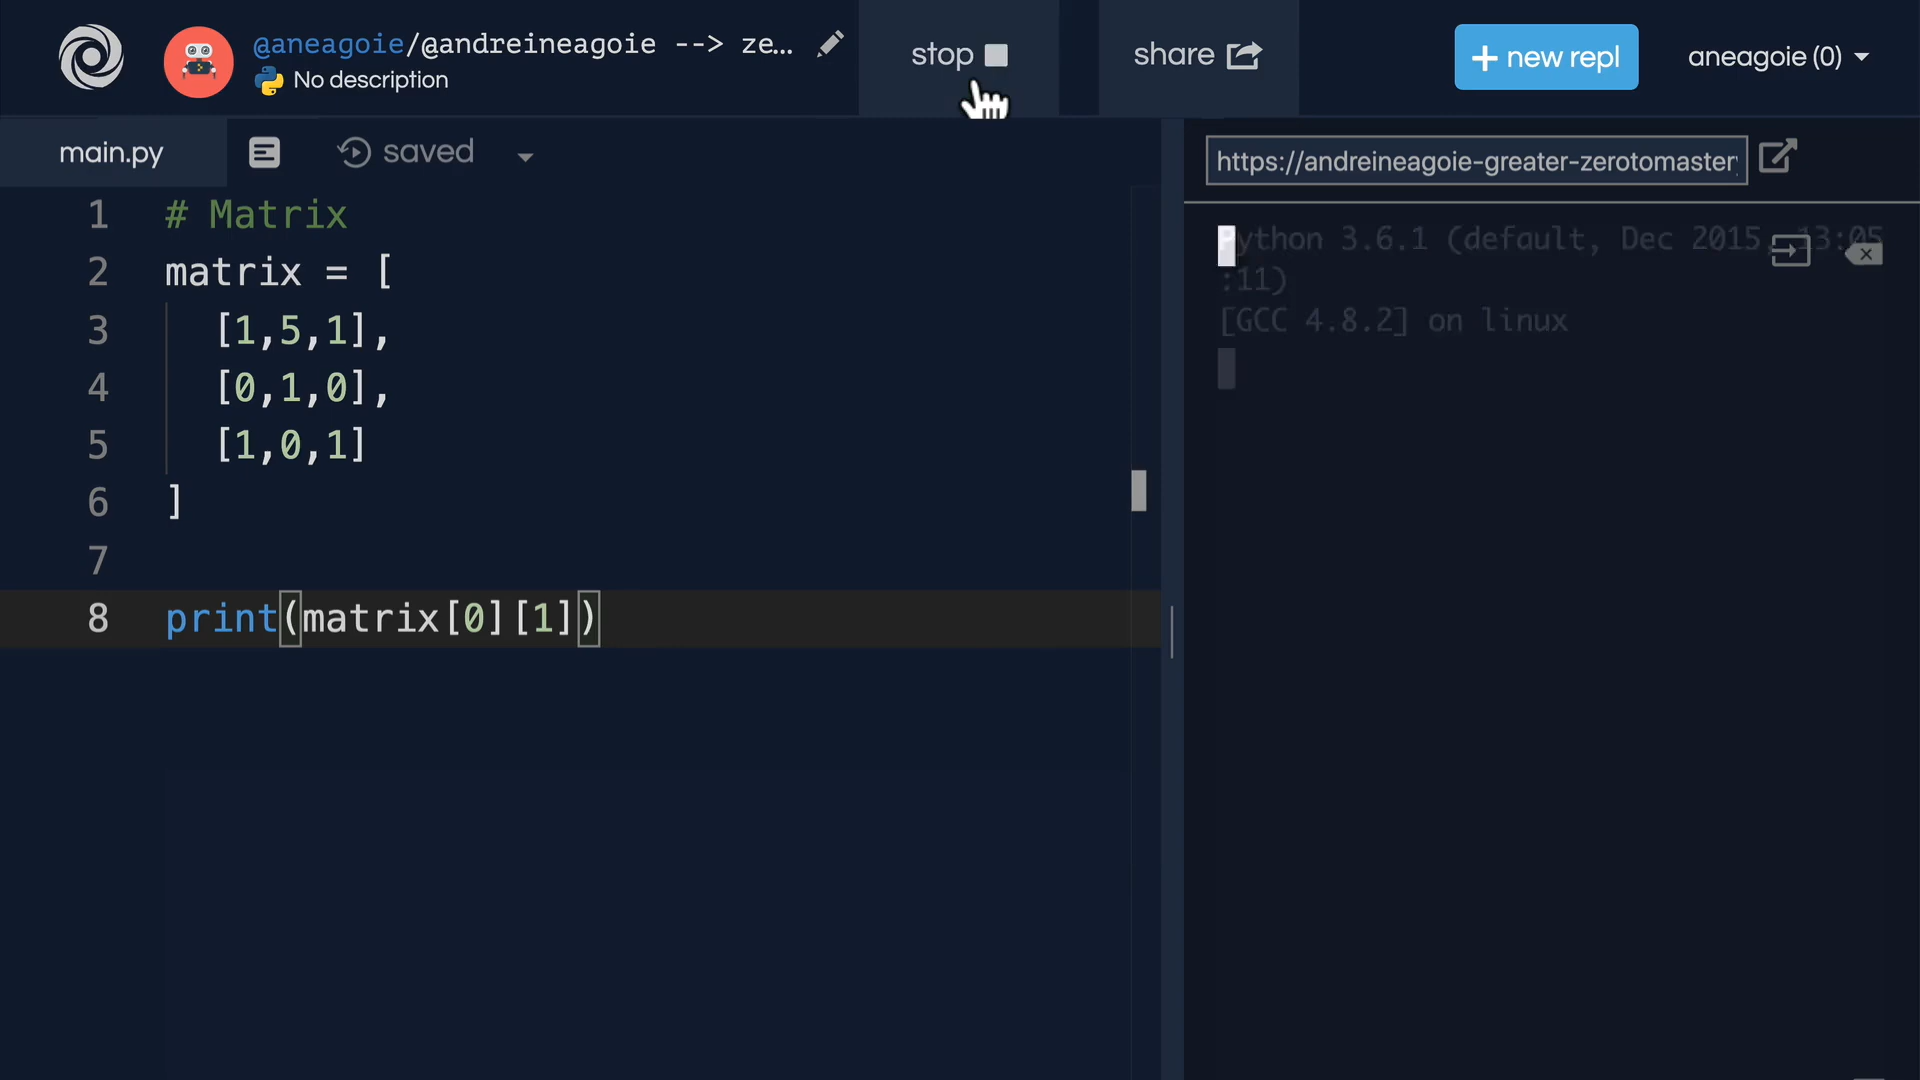 @aneagoie/@andreineagoie --> ze...
No description
stop
share
+ new repl
aneagoie (0)
main.py
saved
https://andreineagoie-greater-zerotomaster
1 # Matrix
2 matrix = [
3 [1,5,1],
4 [0,1,0],
5 [1,0,1]
6 ]
7
8 print(matrix[0][1])
Python 3.6.1 (default, Dec 2015, 13:05
:11)
[GCC 4.8.2] on linux